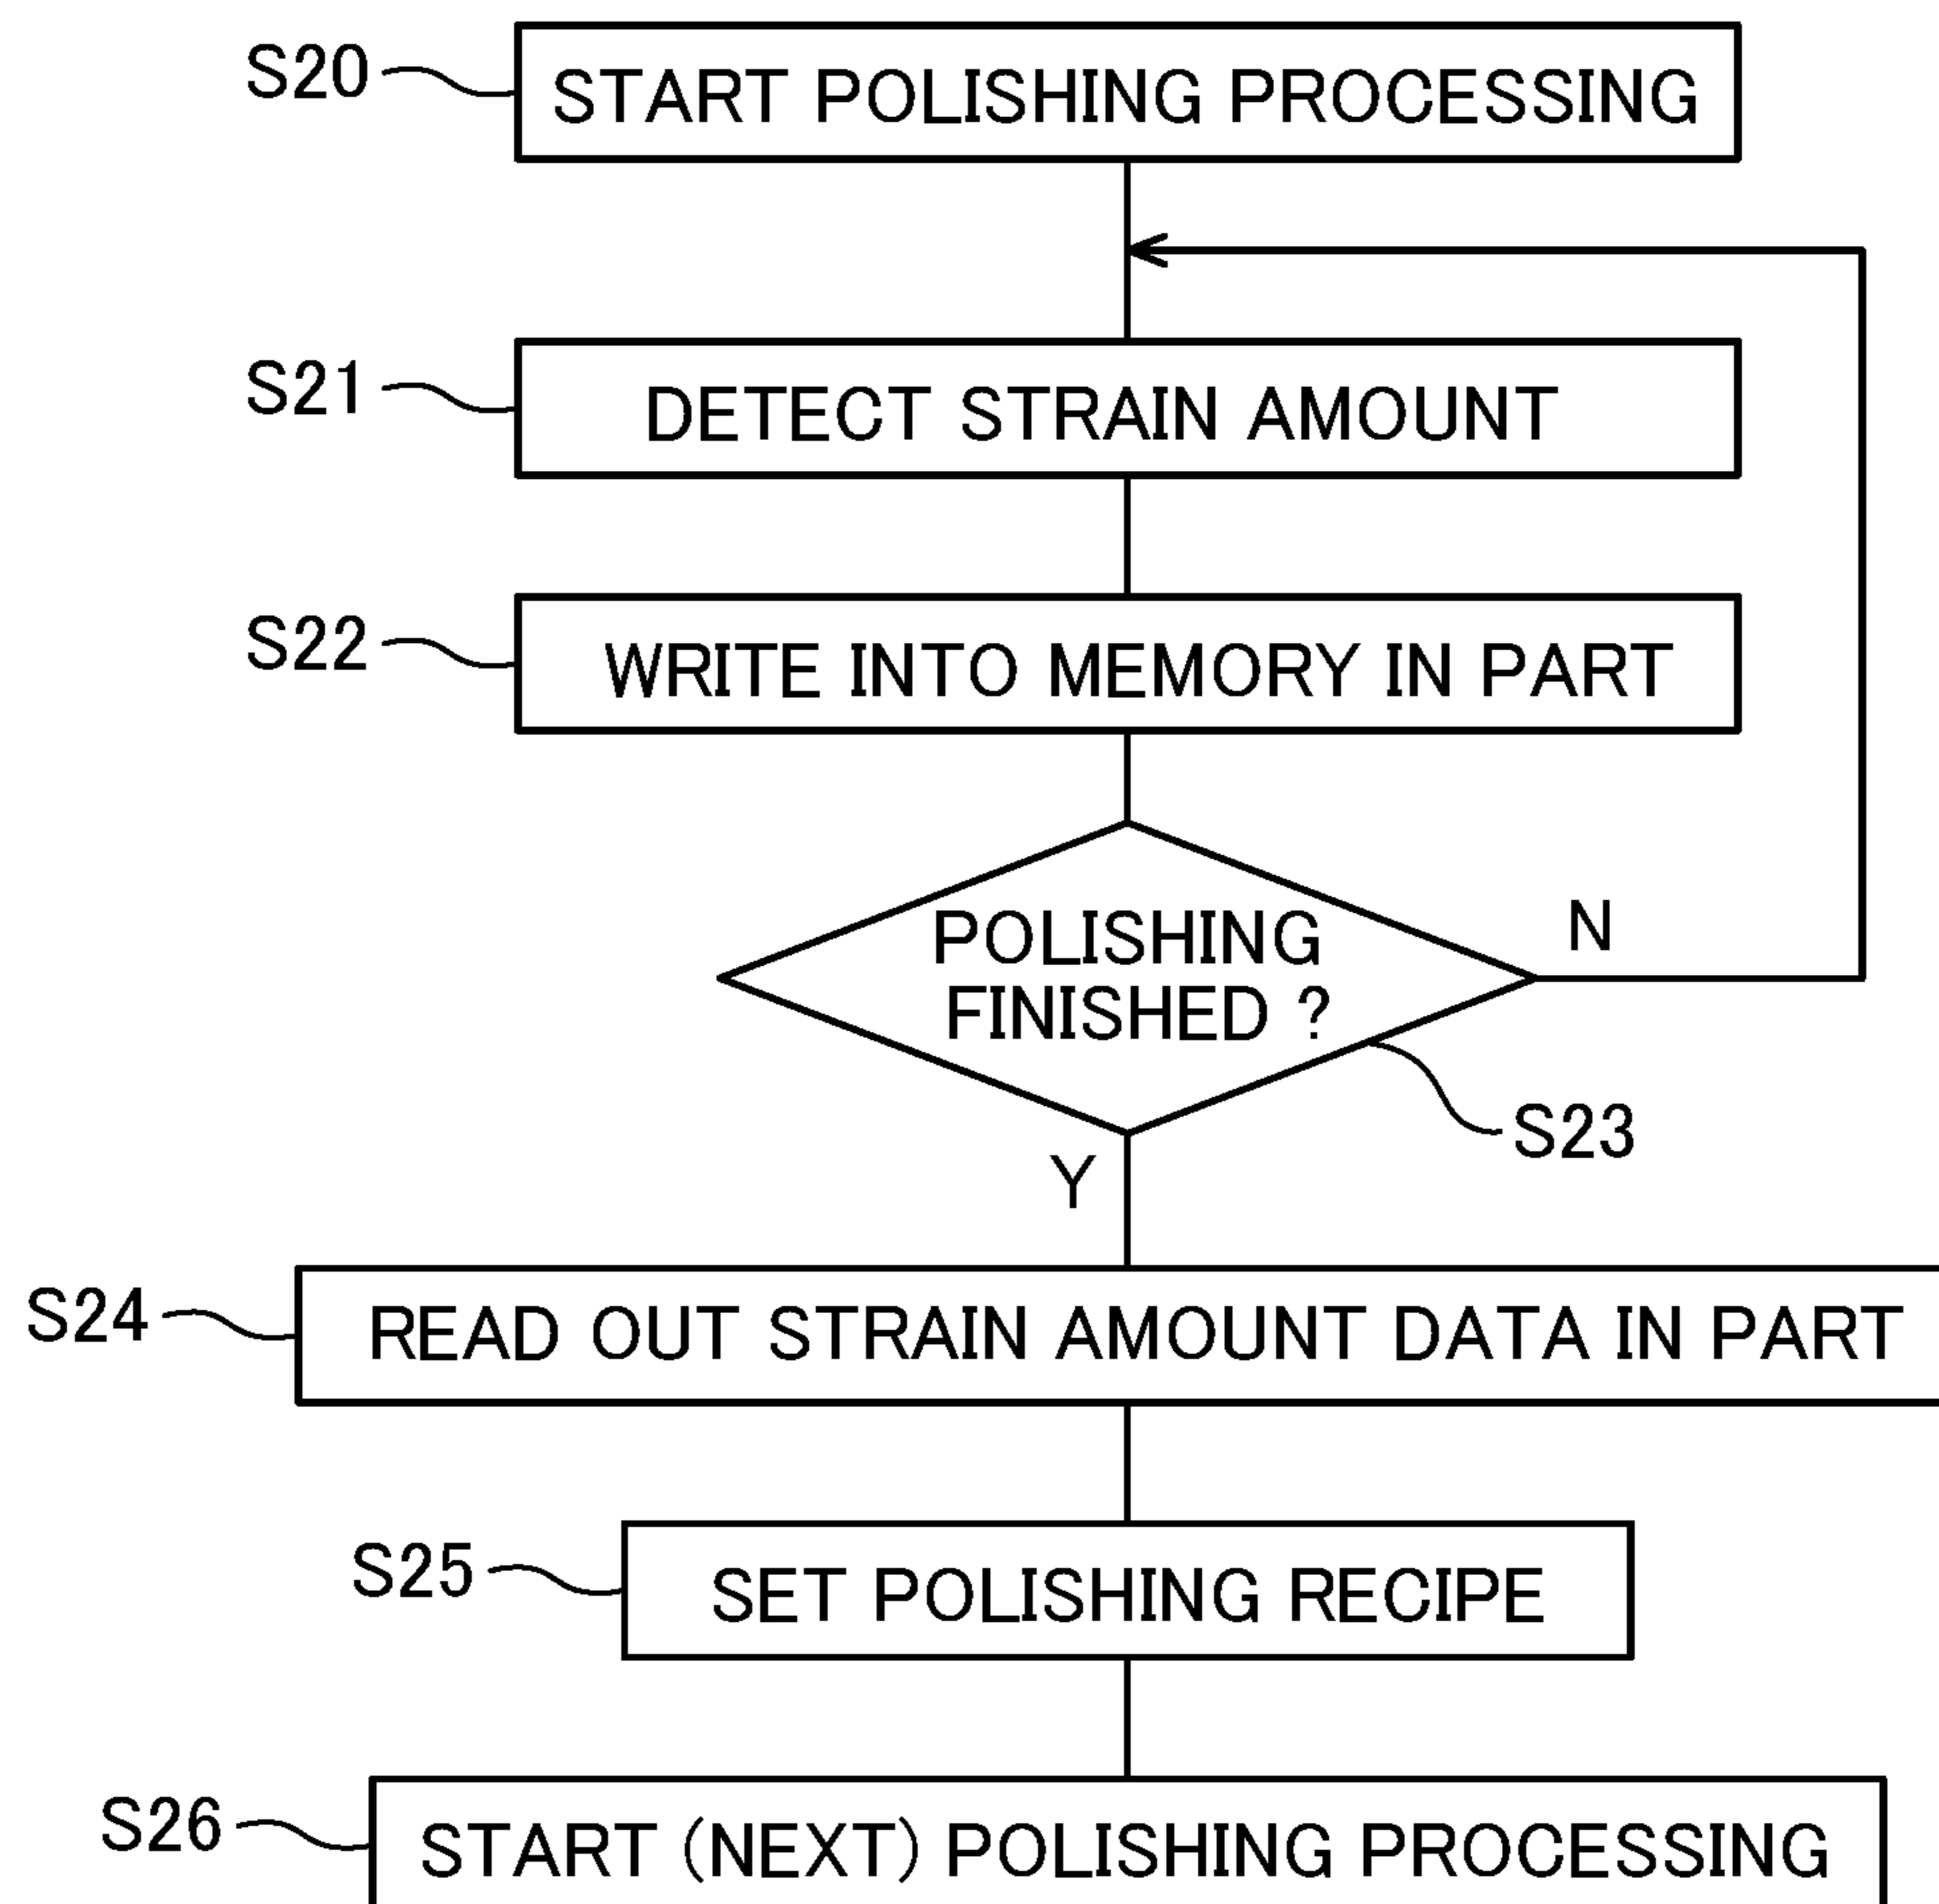 S20
START POLISHING PROCESSING
S21
DETECT STRAIN AMOUNT
S22
WRITE INTO MEMORY IN PART
POLISHING
FINISHED ?
N
S23
Y
S24
READ OUT STRAIN AMOUNT DATA IN PART
S25
SET POLISHING RECIPE
S26
START (NEXT) POLISHING PROCESSING